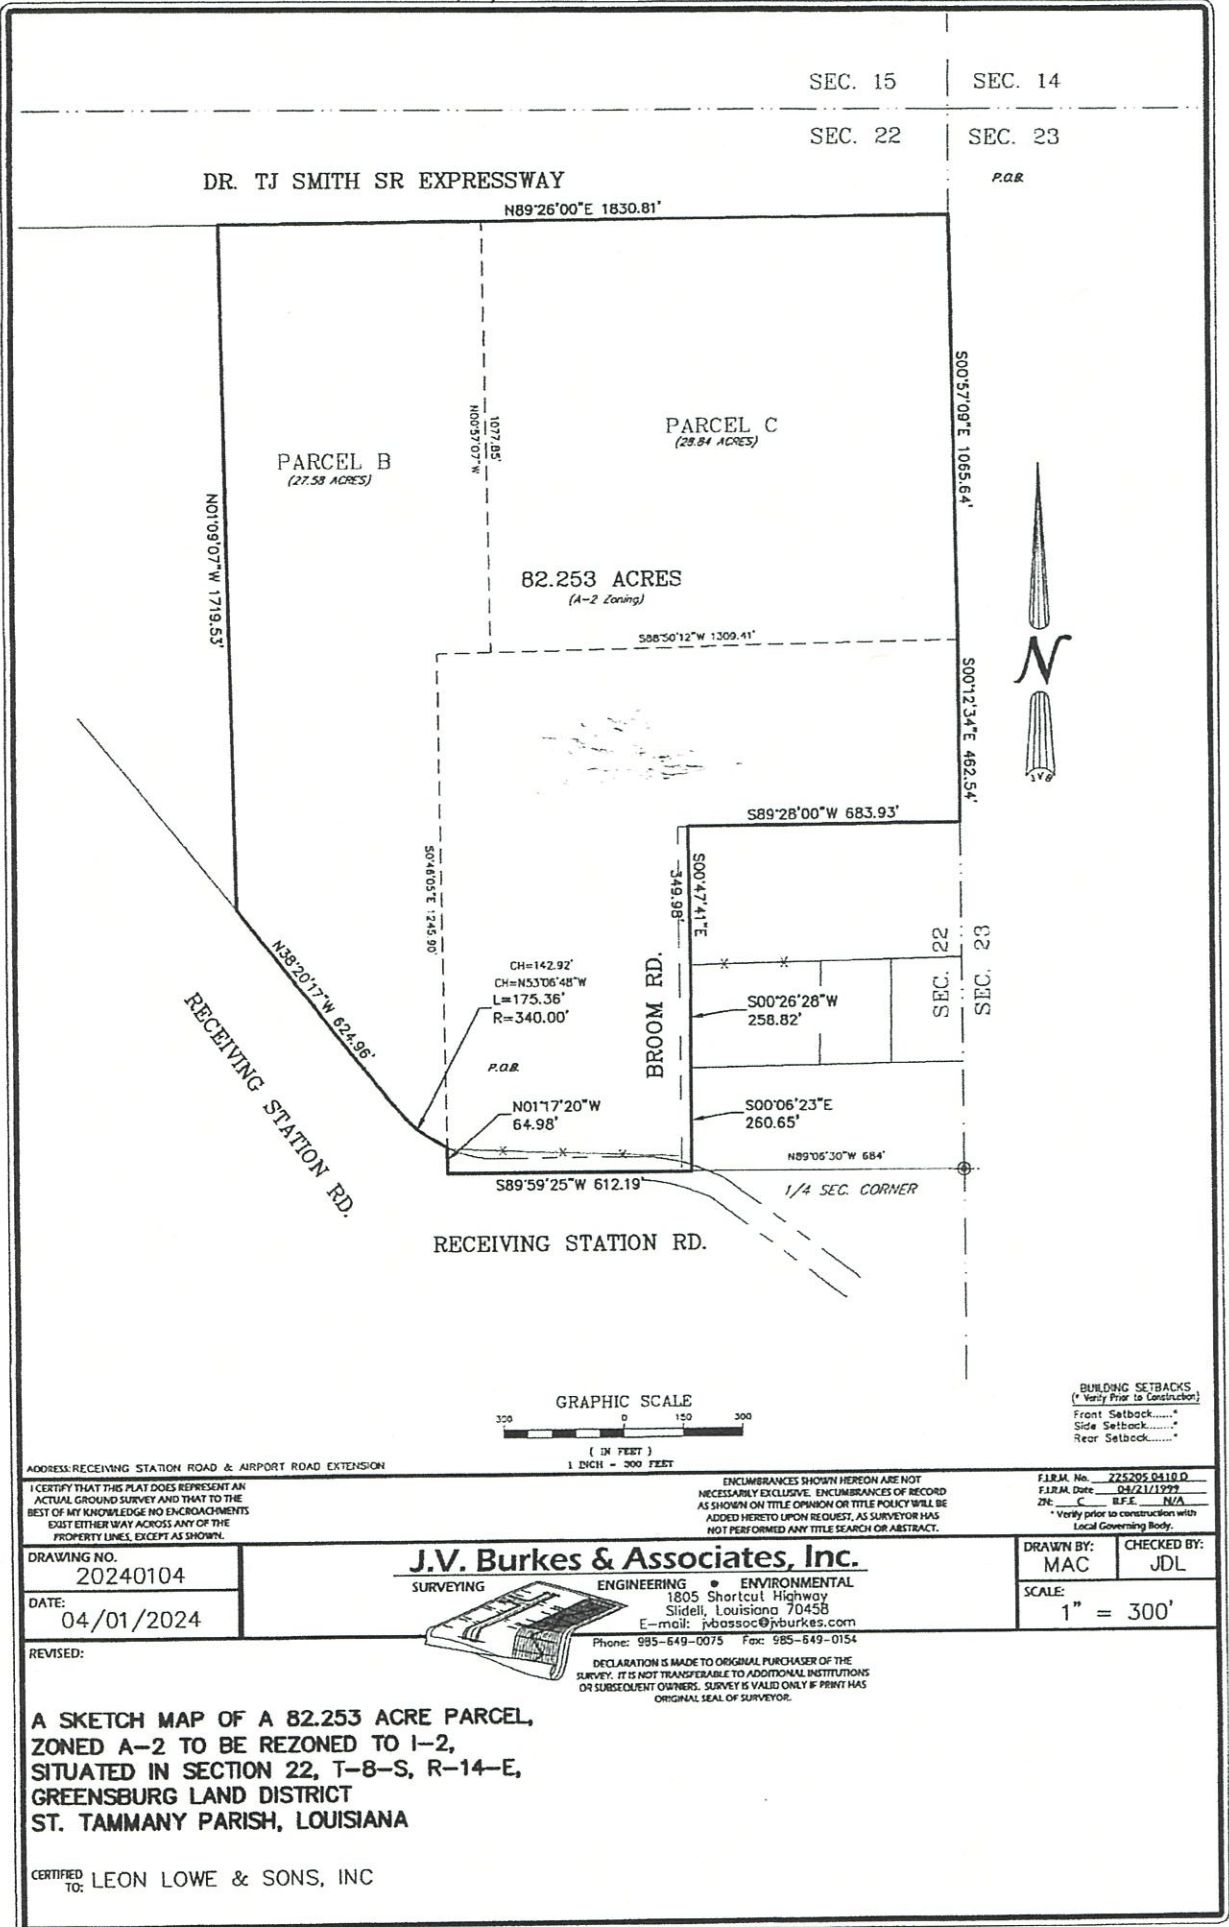 SEC. 15
SEC. 14
SEC. 22
SEC. 23
P.O.B.
DR. TJ SMITH SR EXPRESSWAY
N89°26'00"E 1830.81'
S00°57'09"E 1065.64'
N00°57'07"W
1077.85'
PARCEL C
(28.84 ACRES)
PARCEL B
(27.58 ACRES)
N01°09'07"W 1719.53'
82.253 ACRES
(A-2 Zoning)
S88°50'12"W 1309.41'
N
JVB
S00°12'34"E 462.54'
S89°28'00"W 683.93'
S0°46'05"E 1245.90'
349.98'
S00°47'41"E
SEC. 22
SEC. 23
N38°20'17"W 624.96'
CH=142.92'
CH=N53°06'48"W
L=175.36'
R=340.00'
RECEIVING STATION RD.
BROOM RD.
S00°26'28"W
258.82'
P.O.B.
N01°17'20"W
64.98'
S00°06'23"E
260.65'
N89°05'30"W 684'
S89°59'25"W 612.19'
1/4 SEC. CORNER
RECEIVING STATION RD.
GRAPHIC SCALE
300 0 150 300
( IN FEET )
1 INCH = 300 FEET
BUILDING SETBACKS
(* Verify Prior to Construction)
Front Setback......*
Side Setback........*
Rear Setback.......*
ADDRESS: RECEIVING STATION ROAD & AIRPORT ROAD EXTENSION
I CERTIFY THAT THIS PLAT DOES REPRESENT AN
ACTUAL GROUND SURVEY AND THAT TO THE
BEST OF MY KNOWLEDGE NO ENCROACHMENTS
EXIST EITHER WAY ACROSS ANY OF THE
PROPERTY LINES, EXCEPT AS SHOWN.
ENCUMBRANCES SHOWN HEREON ARE NOT
NECESSARILY EXCLUSIVE. ENCUMBRANCES OF RECORD
AS SHOWN ON TITLE OPINION OR TITLE POLICY WILL BE
ADDED HERETO UPON REQUEST, AS SURVEYOR HAS
NOT PERFORMED ANY TITLE SEARCH OR ABSTRACT.
F.I.R.M. No. 225205 0410 D
F.I.R.M. Date 04/21/1999
ZN: C B.F.E. N/A
* Verify prior to construction with
Local Governing Body.
DRAWING NO.
20240104
DATE:
04/01/2024
J.V. Burkes & Associates, Inc.
SURVEYING ENGINEERING • ENVIRONMENTAL
1805 Shortcut Highway
Slidell, Louisiana 70458
E-mail: jvbassoc@jvburkes.com
Phone: 985-649-0075 Fax: 985-649-0154
DRAWN BY:
MAC
CHECKED BY:
JDL
SCALE:
1" = 300'
REVISED:
DECLARATION IS MADE TO ORIGINAL PURCHASER OF THE
SURVEY. IT IS NOT TRANSFERABLE TO ADDITIONAL INSTITUTIONS
OR SUBSEQUENT OWNERS. SURVEY IS VALID ONLY IF PRINT HAS
ORIGINAL SEAL OF SURVEYOR.
A SKETCH MAP OF A 82.253 ACRE PARCEL,
ZONED A-2 TO BE REZONED TO I-2,
SITUATED IN SECTION 22, T-8-S, R-14-E,
GREENSBURG LAND DISTRICT
ST. TAMMANY PARISH, LOUISIANA
CERTIFIED TO: LEON LOWE & SONS, INC